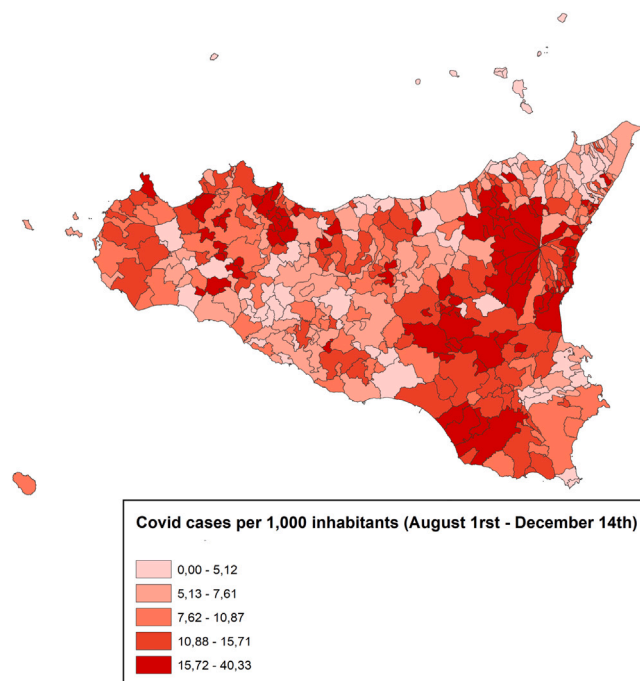 Covid cases per 1,000 inhabitants (August 1rst - December 14th)
0,00 - 5,12
5,13 - 7,61
7,62 - 10,87
10,88 - 15,71
15,72 - 40,33